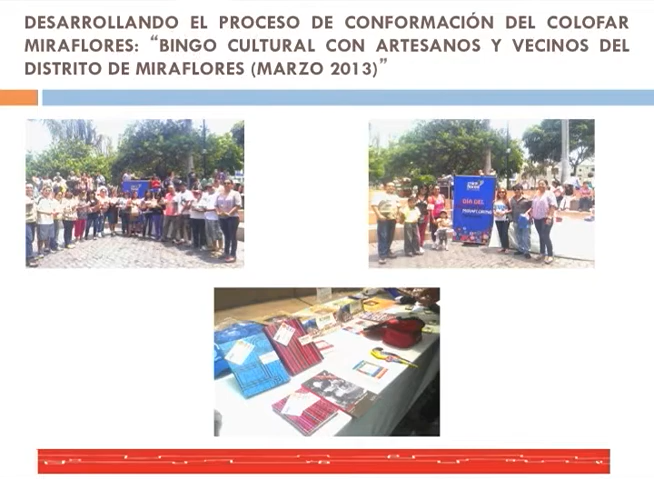 DESARROLLANDO EL PROCESO DE CONFORMACIÓN DEL COLOFAR
MIRAFLORES: “BINGO CULTURAL CON ARTESANOS Y VECINOS DEL
DISTRITO DE MIRAFLORES (MARZO 2013)”
DÍA DEL